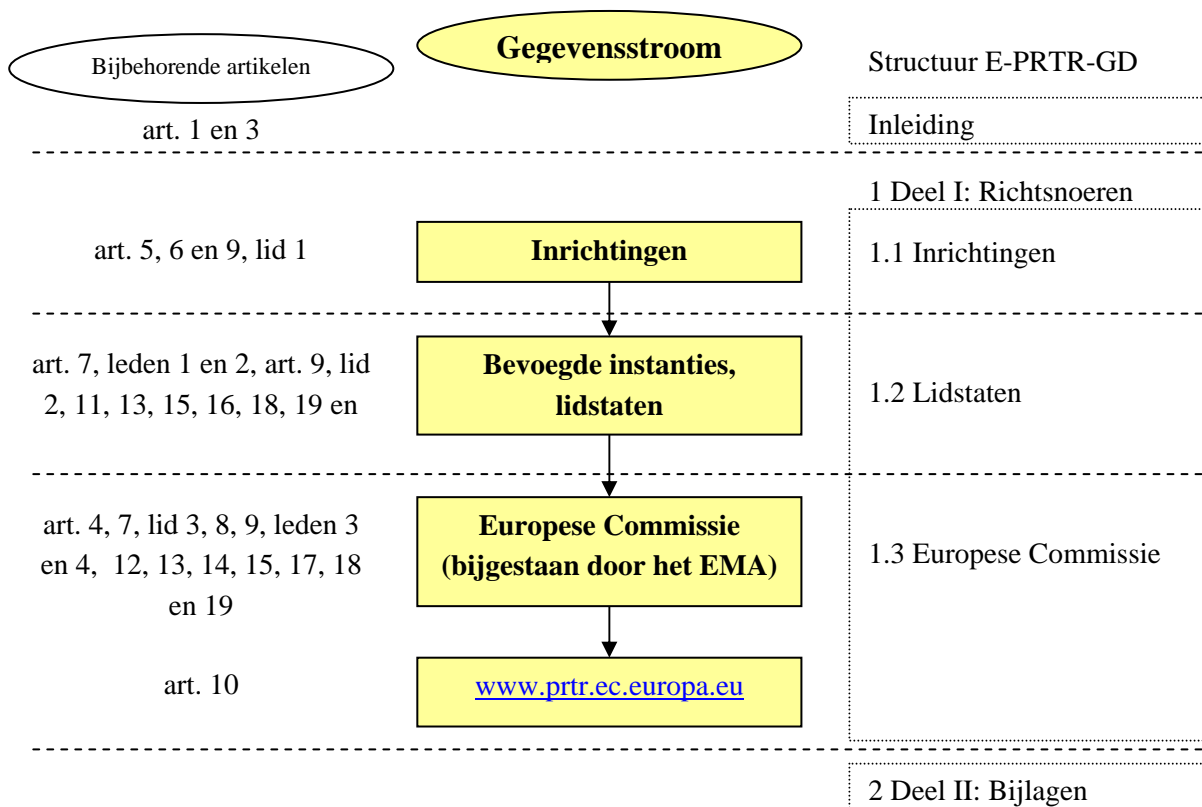 Bijbehorende artikelen
Gegevensstroom
Structuur E-PRTR-GD
art. 1 en 3
Inleiding
1 Deel I: Richtsnoeren
art. 5, 6 en 9, lid 1
Inrichtingen
1.1 Inrichtingen
art. 7, leden 1 en 2, art. 9, lid
2, 11, 13, 15, 16, 18, 19 en
Bevoegde instanties,
lidstaten
1.2 Lidstaten
art. 4, 7, lid 3, 8, 9, leden 3
en 4, 12, 13, 14, 15, 17, 18
en 19
Europese Commissie
(bijgestaan door het EMA)
1.3 Europese Commissie
art. 10
www.prtr.ec.europa.eu
2 Deel II: Bijlagen